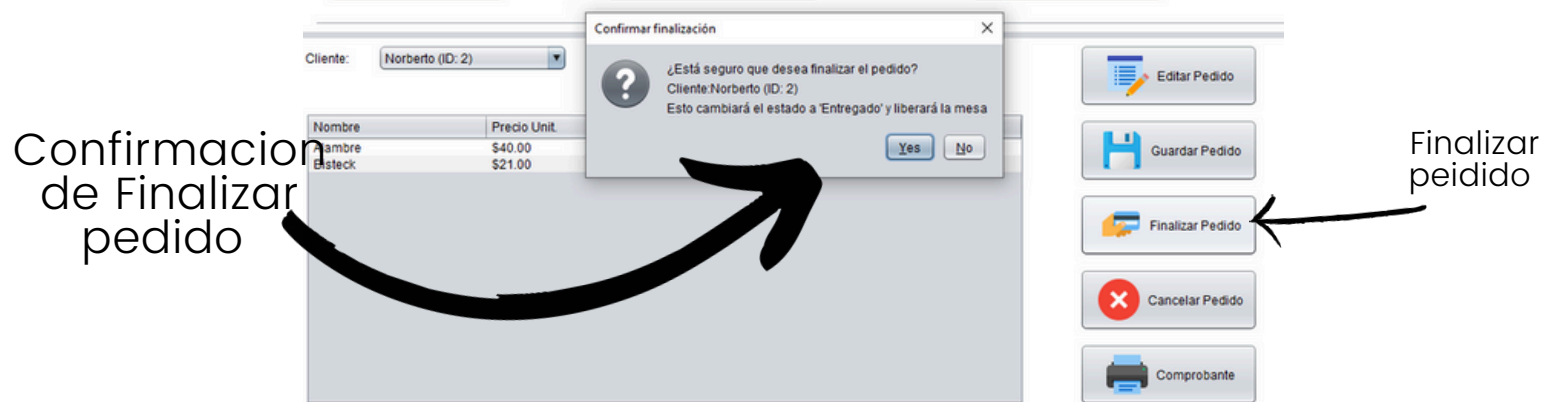 Confirmar finalización
Cliente:
Norberto (ID: 2)
¿Está seguro que desea finalizar el pedido?
Cliente:Norberto (ID: 2)
Esto cambiará el estado a 'Entregado' y liberará la mesa
Yes
No
Nombre
Precio Unit.
Alambre
$40.00
Bisteck
$21.00
Confirmacion
de Finalizar
pedido
Editar Pedido
Guardar Pedido
Finalizar Pedido
Cancelar Pedido
Comprobante
Finalizar
peidido